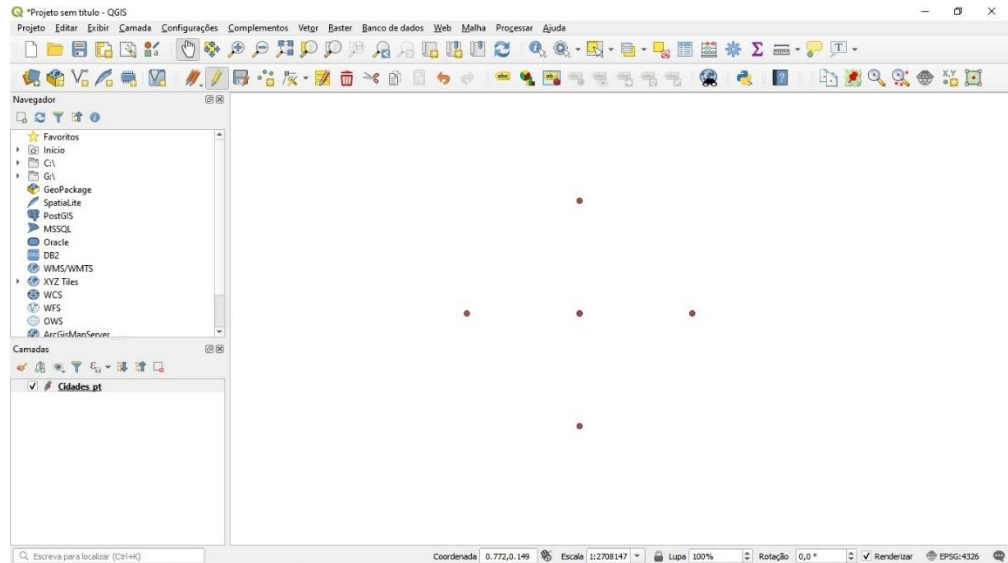 *Projeto sem título - QGIS
Projeto Editar Exibir Camada Configurações Complementos Vetor Raster Banco de dados Web Malha Processar Ajuda
Navegador
Favoritos
Início
C:\
G:\
GeoPackage
SpatiaLite
PostGIS
MSSQL
Oracle
DB2
WMS/WMTS
XYZ Tiles
WCS
WFS
OWS
ArcGisMapServer
Camadas
Cidades_pt
Escreva para localizar (Ctrl+K)
Coordenada 0.772,0.149 Escala 1:2708147 Lupa 100% Rotação 0,0 ° Renderizar EPSG:4326